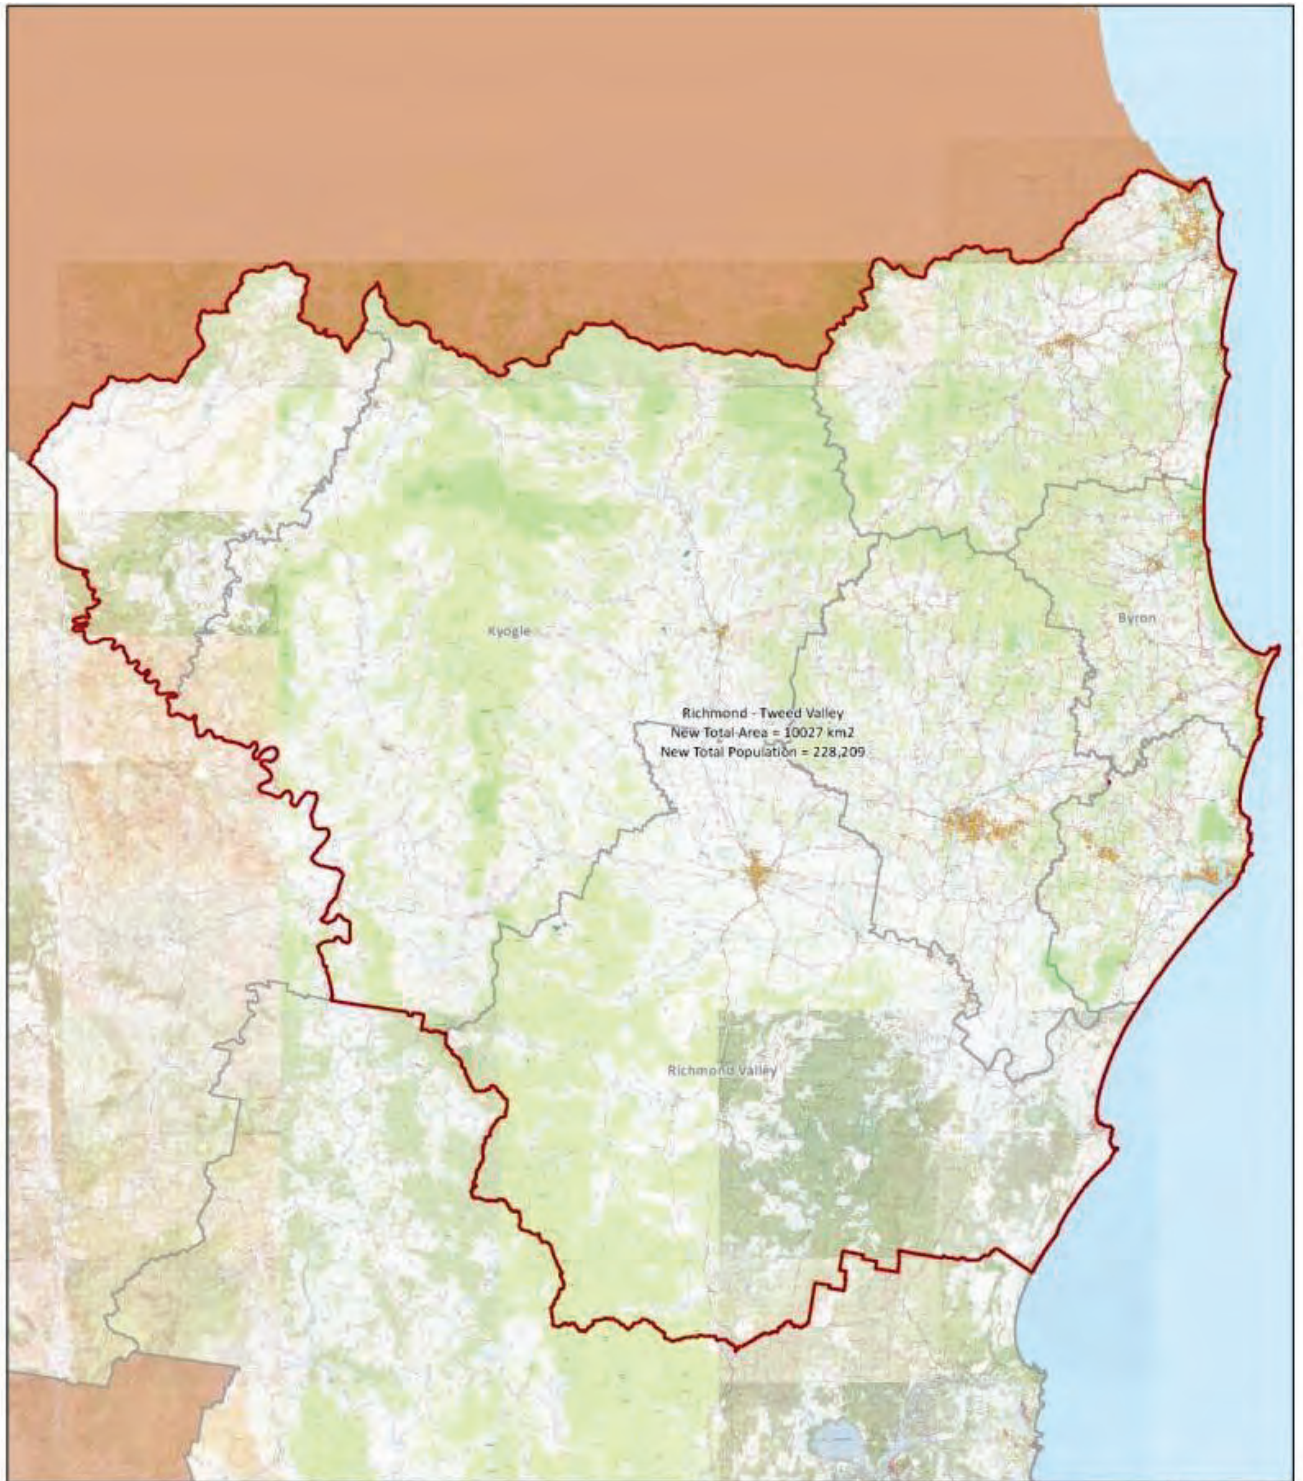 Kyogle
Byron
Richmond - Tweed Valley
New Total Area = 10027 km2
New Total Population = 228,209
Richmond Valley